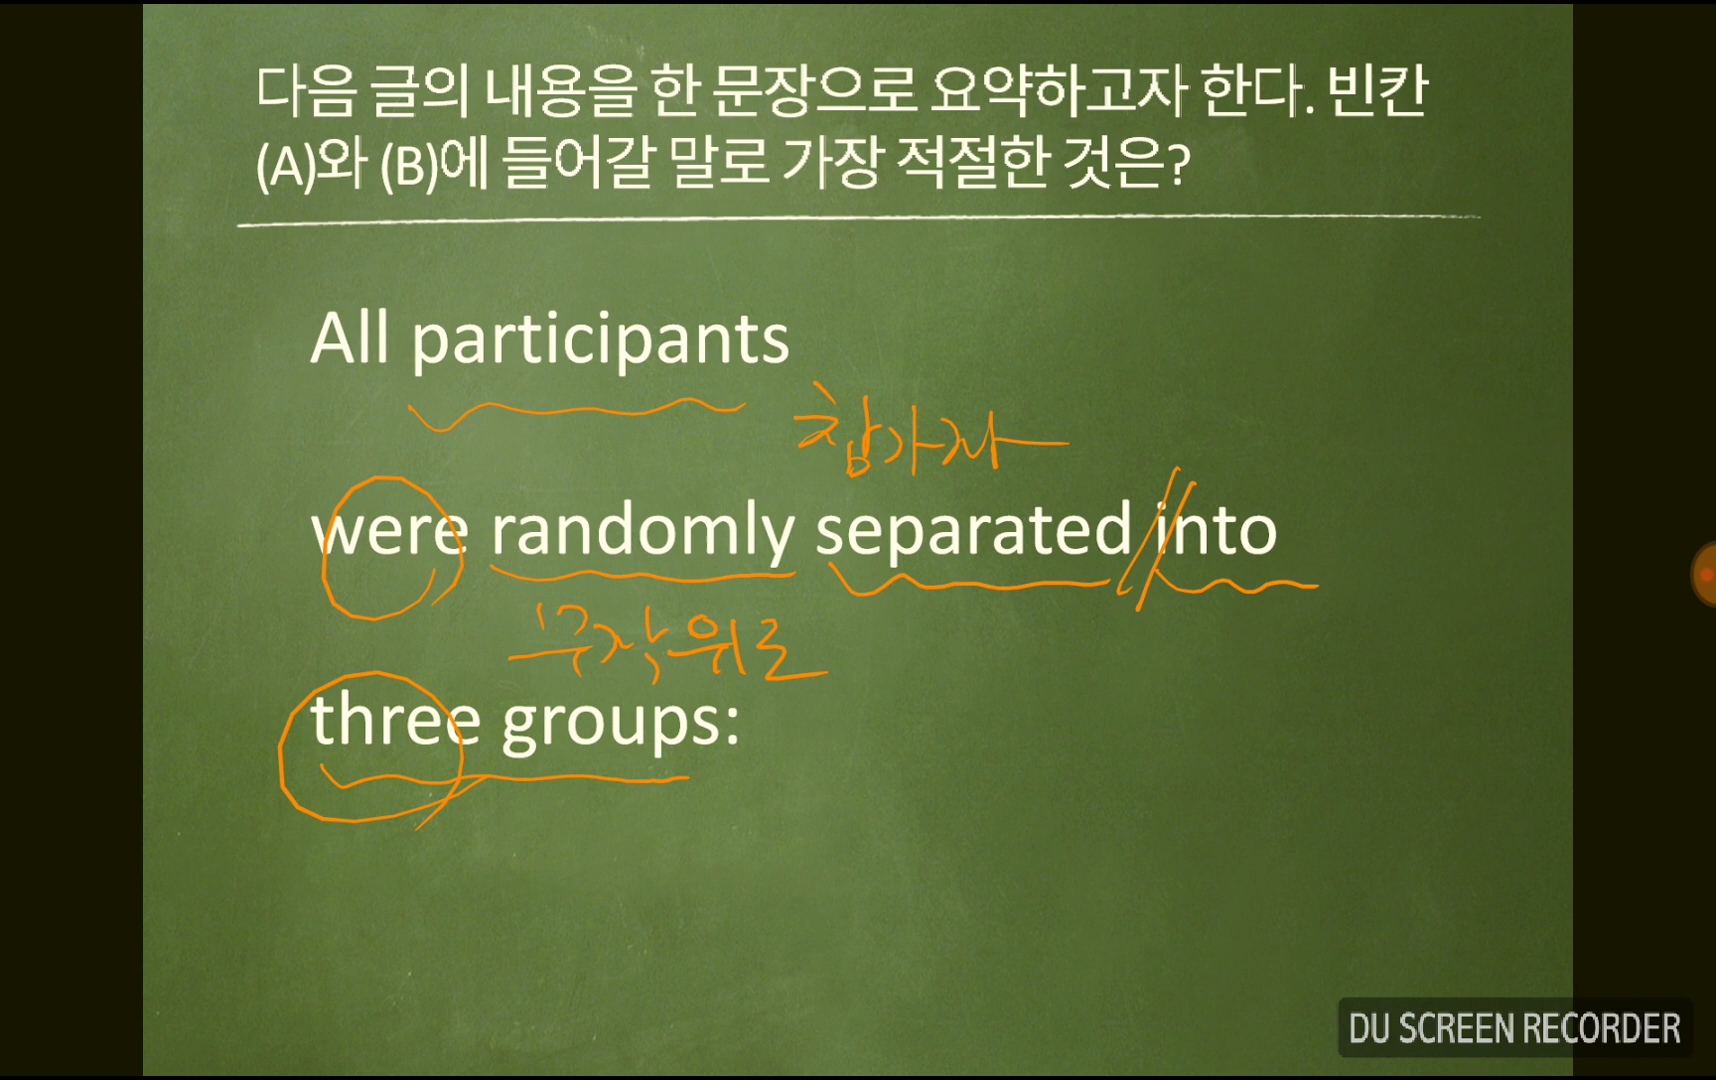 다음 글의 내용을 한 문장으로 요약하고자 한다. 빈칸
(A)와 (B)에 들어갈 말로 가장 적절한 것은?
All participants
참가자
were randomly separated into
무작위로
three groups:
DU SCREEN RECORDER